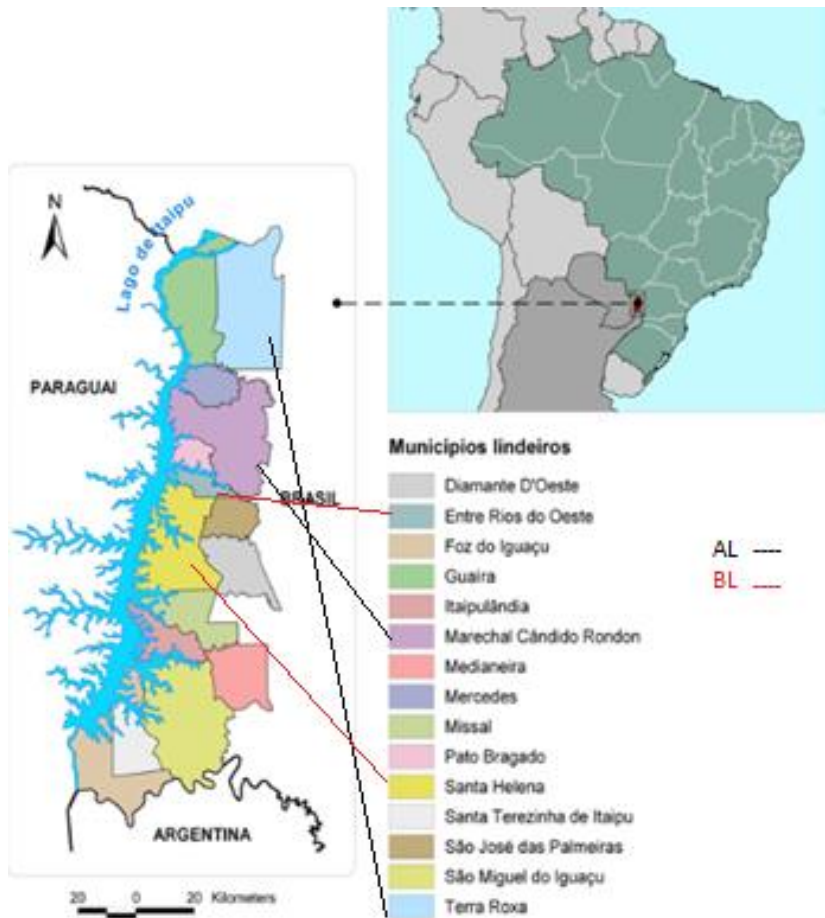 N
Lago de Itaipu
PARAGUAI
BRASIL
ARGENTINA
20 0 20 Kilometers
Municípios lindeiros
Diamante D'Oeste
Entre Rios do Oeste
Foz do Iguaçu
Guaira
Itaipulândia
Marechal Cândido Rondon
Medianeira
Mercedes
Missal
Pato Bragado
Santa Helena
Santa Terezinha de Itaipu
São José das Palmeiras
São Miguel do Iguaçu
Terra Roxa
AL ----
BL ----